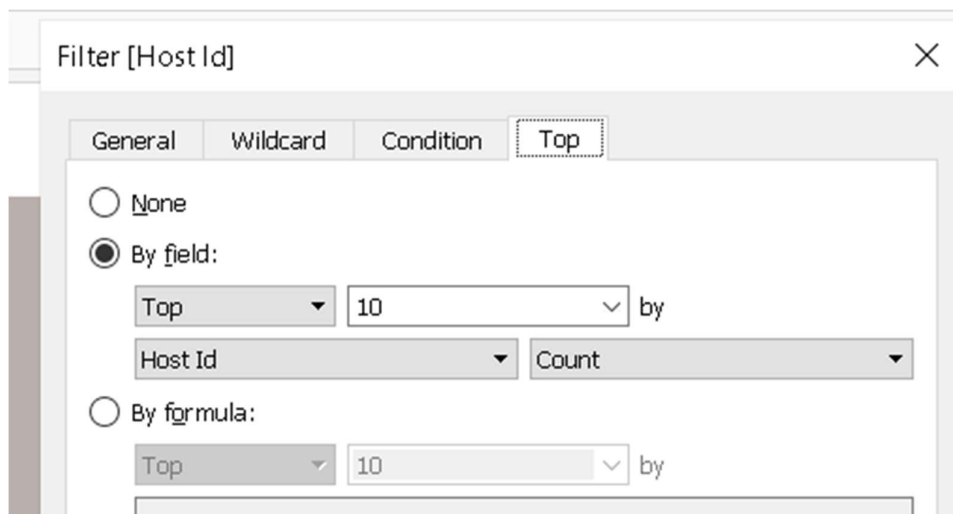 Filter [Host Id]
General Wildcard Condition Top
None
By field:
Top 10 by
Host Id Count
By formula:
Top 10 by